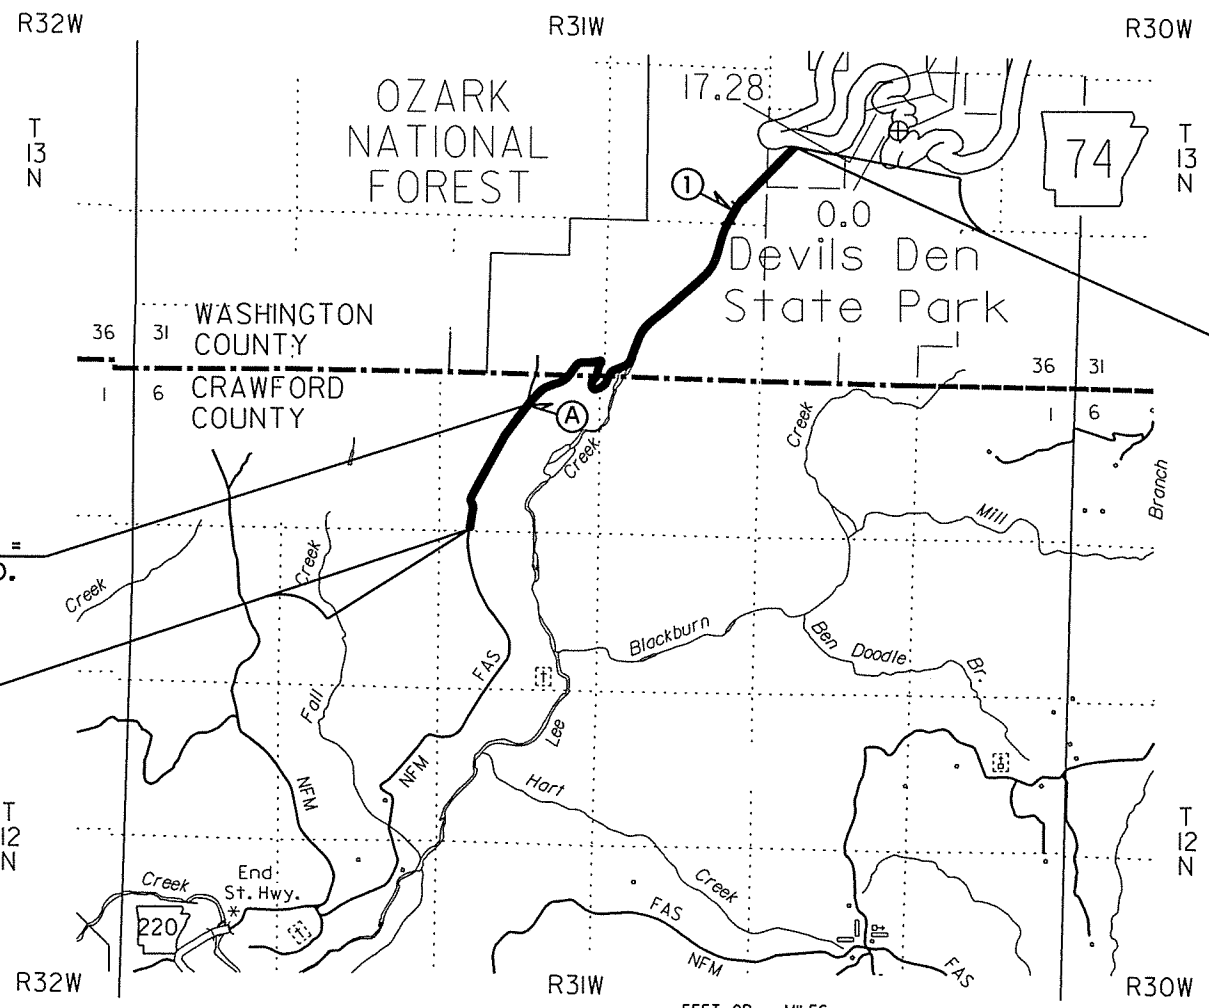 R32W
R31W
R30W
OZARK
NATIONAL
FOREST
17.28
T
13
N
74
T
13
N
1
0.0
Devils Den
State Park
WASHINGTON
COUNTY
36
31
36
31
CRAWFORD
COUNTY
1
6
1
6
A
Creek
Creek
Branch
Mill
=
Creek
Creek
Blackburn
Ben
Doodle
Br.
FAS
Fall
Lee
NFM
NFM
Hart
T
12
N
T
12
N
End
St. Hwy.
Creek
Creek
220
FAS
NFM
FAS
R32W
R31W
R30W